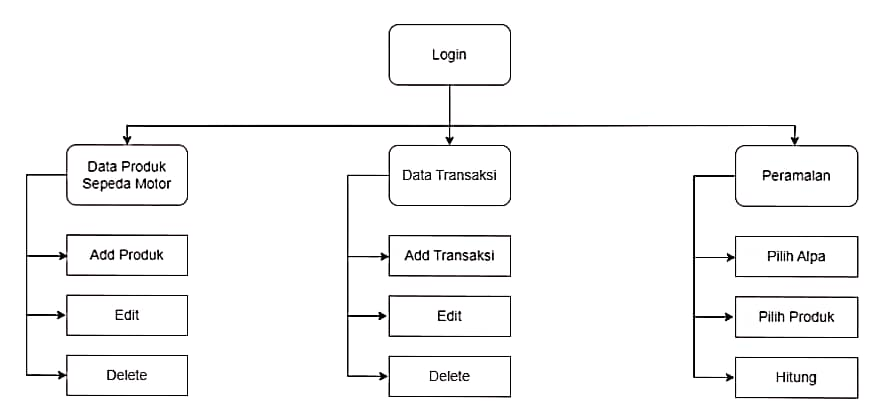 Login
Data Produk
Sepeda Motor
Data Transaksi
Peramalan
Add Produk
Add Transaksi
Pilih Alpa
Edit
Edit
Pilih Produk
Delete
Delete
Hitung